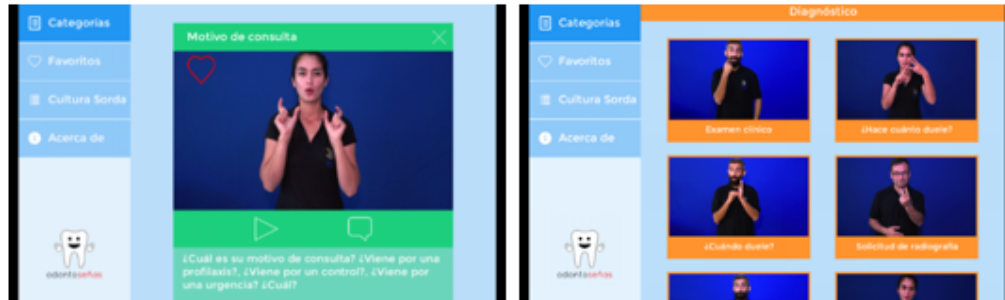 Categorías
Favoritos
Cultura Sorda
Acerca de
odontoseñas
Motivo de consulta
¿Cuál es su motivo de consulta? ¿Viene por una
profilaxis?, ¿Viene por un control?, ¿Viene por
una urgencia? ¿Cuál?
Categorías
Favoritos
Cultura Sorda
Acerca de
odontoseñas
Diagnóstico
Examen clínico
¿Hace cuánto duele?
¿Cuándo duele?
Solicitud de radiografía